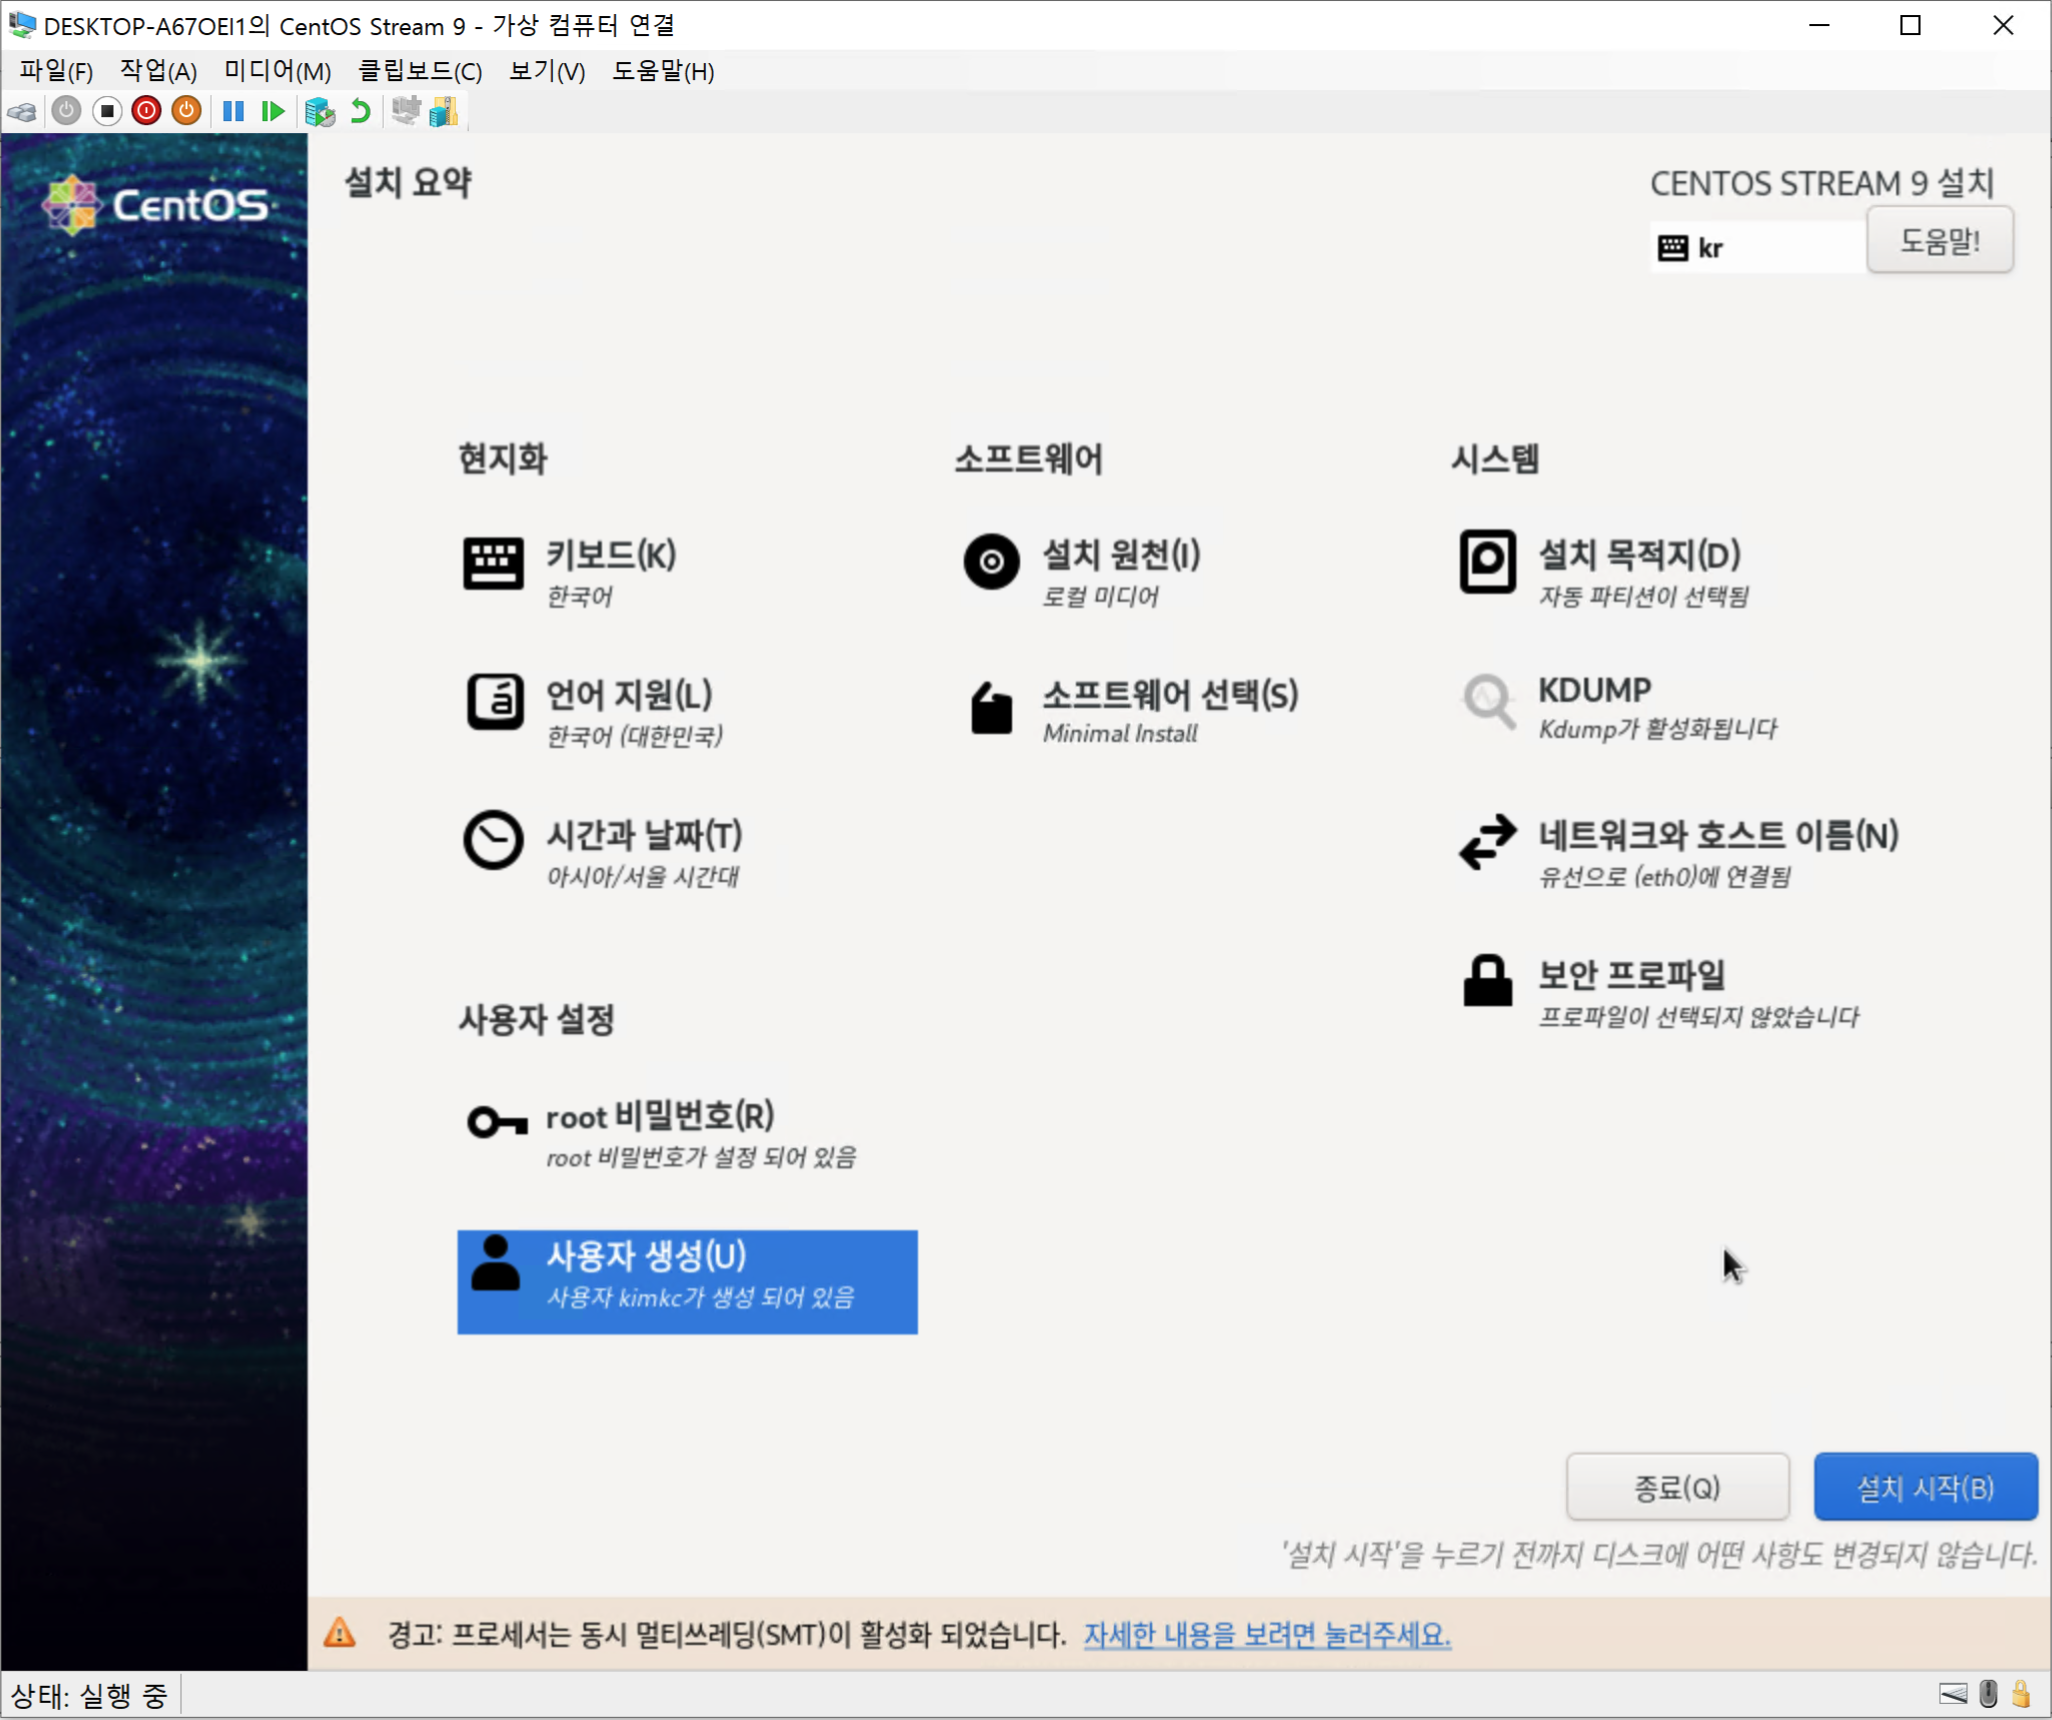 DESKTOP-A67OEI1의 CentOS Stream 9 - 가상 컴퓨터 연결
파일(F) 작업(A) 미디어(M) 클립보드(C) 보기(V) 도움말(H)
CentOS
설치 요약
CENTOS STREAM 9 설치
kr
도움말!
현지화
키보드(K)
한국어
언어 지원(L)
한국어 (대한민국)
시간과 날짜(T)
아시아/서울 시간대
소프트웨어
설치 원천(I)
로컬 미디어
소프트웨어 선택(S)
Minimal Install
시스템
설치 목적지(D)
자동 파티션이 선택됨
KDUMP
Kdump가 활성화됩니다
네트워크와 호스트 이름(N)
유선으로 (eth0)에 연결됨
보안 프로파일
프로파일이 선택되지 않았습니다
사용자 설정
root 비밀번호(R)
root 비밀번호가 설정 되어 있음
사용자 생성(U)
사용자 kimkc가 생성 되어 있음
종료(Q)
설치 시작(B)
'설치 시작'을 누르기 전까지 디스크에 어떤 사항도 변경되지 않습니다.
경고: 프로세서는 동시 멀티쓰레딩(SMT)이 활성화 되었습니다. 자세한 내용을 보려면 눌러주세요.
상태: 실행 중